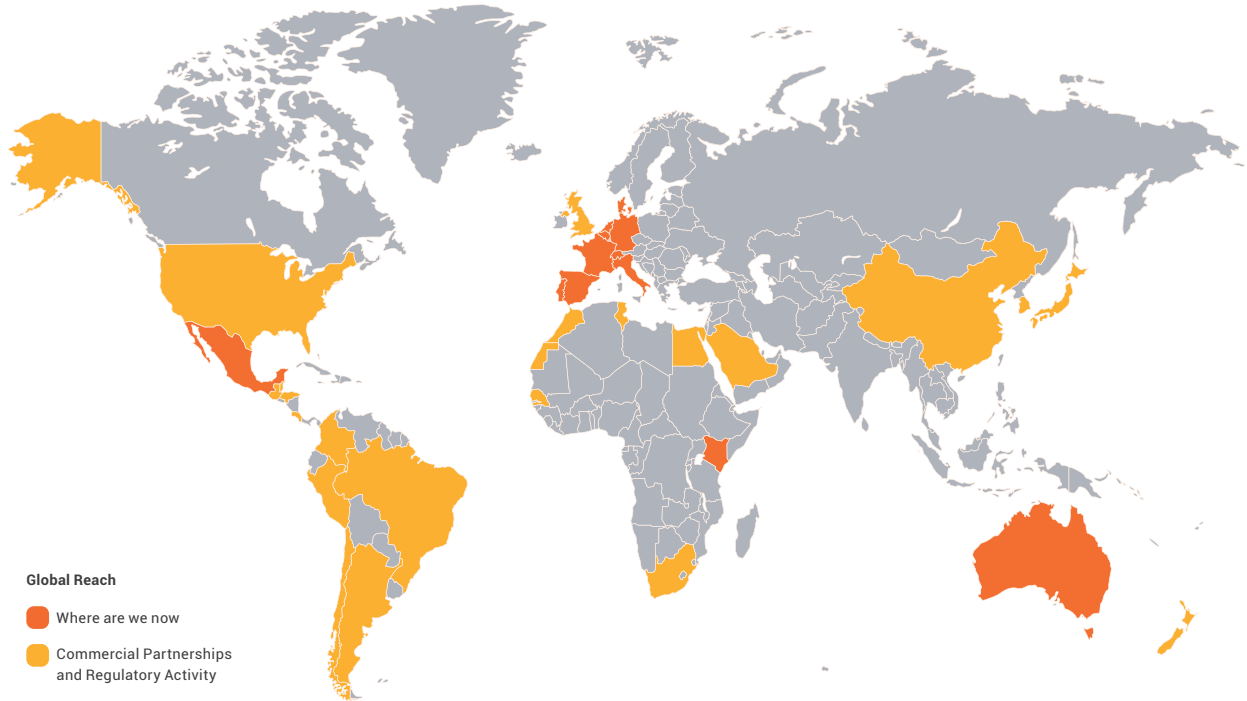 Global Reach
Where are we now
Commercial Partnerships
and Regulatory Activity